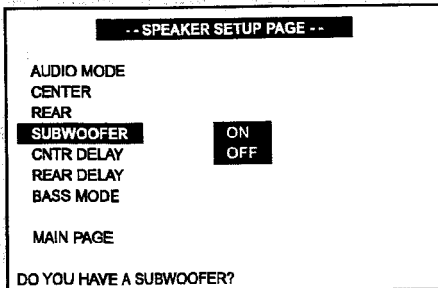 - - SPEAKER SETUP PAGE - -
AUDIO MODE
CENTER
REAR
SUBWOOFER ON
CNTR DELAY OFF
REAR DELAY
BASS MODE
MAIN PAGE
DO YOU HAVE A SUBWOOFER?